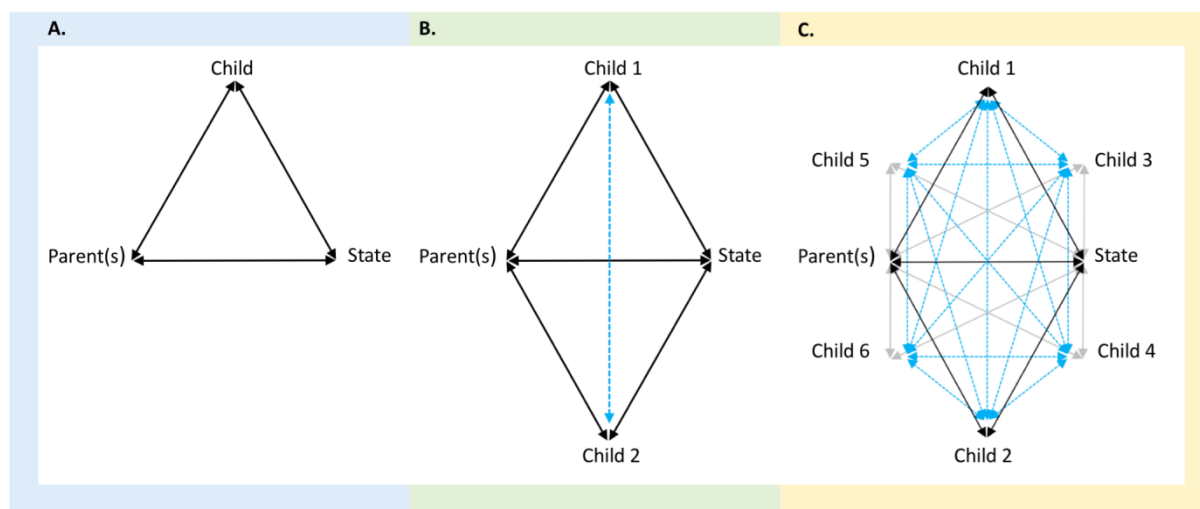 A.
B.
C.
Child
Child 1
Child 1
Child 5
Child 3
Parent(s)
State
Parent(s)
State
Parent(s)
State
Child 6
Child 4
Child 2
Child 2